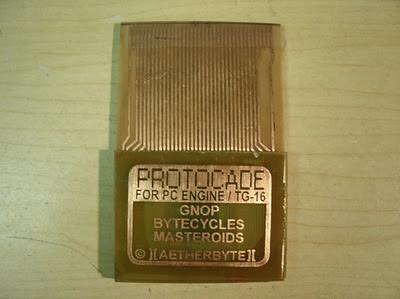 PROTOCADE
FOR PC ENGINE / TG-16
GNOP
BYTECYCLES
MASTEROIDS
© ][AETHERBYTE][